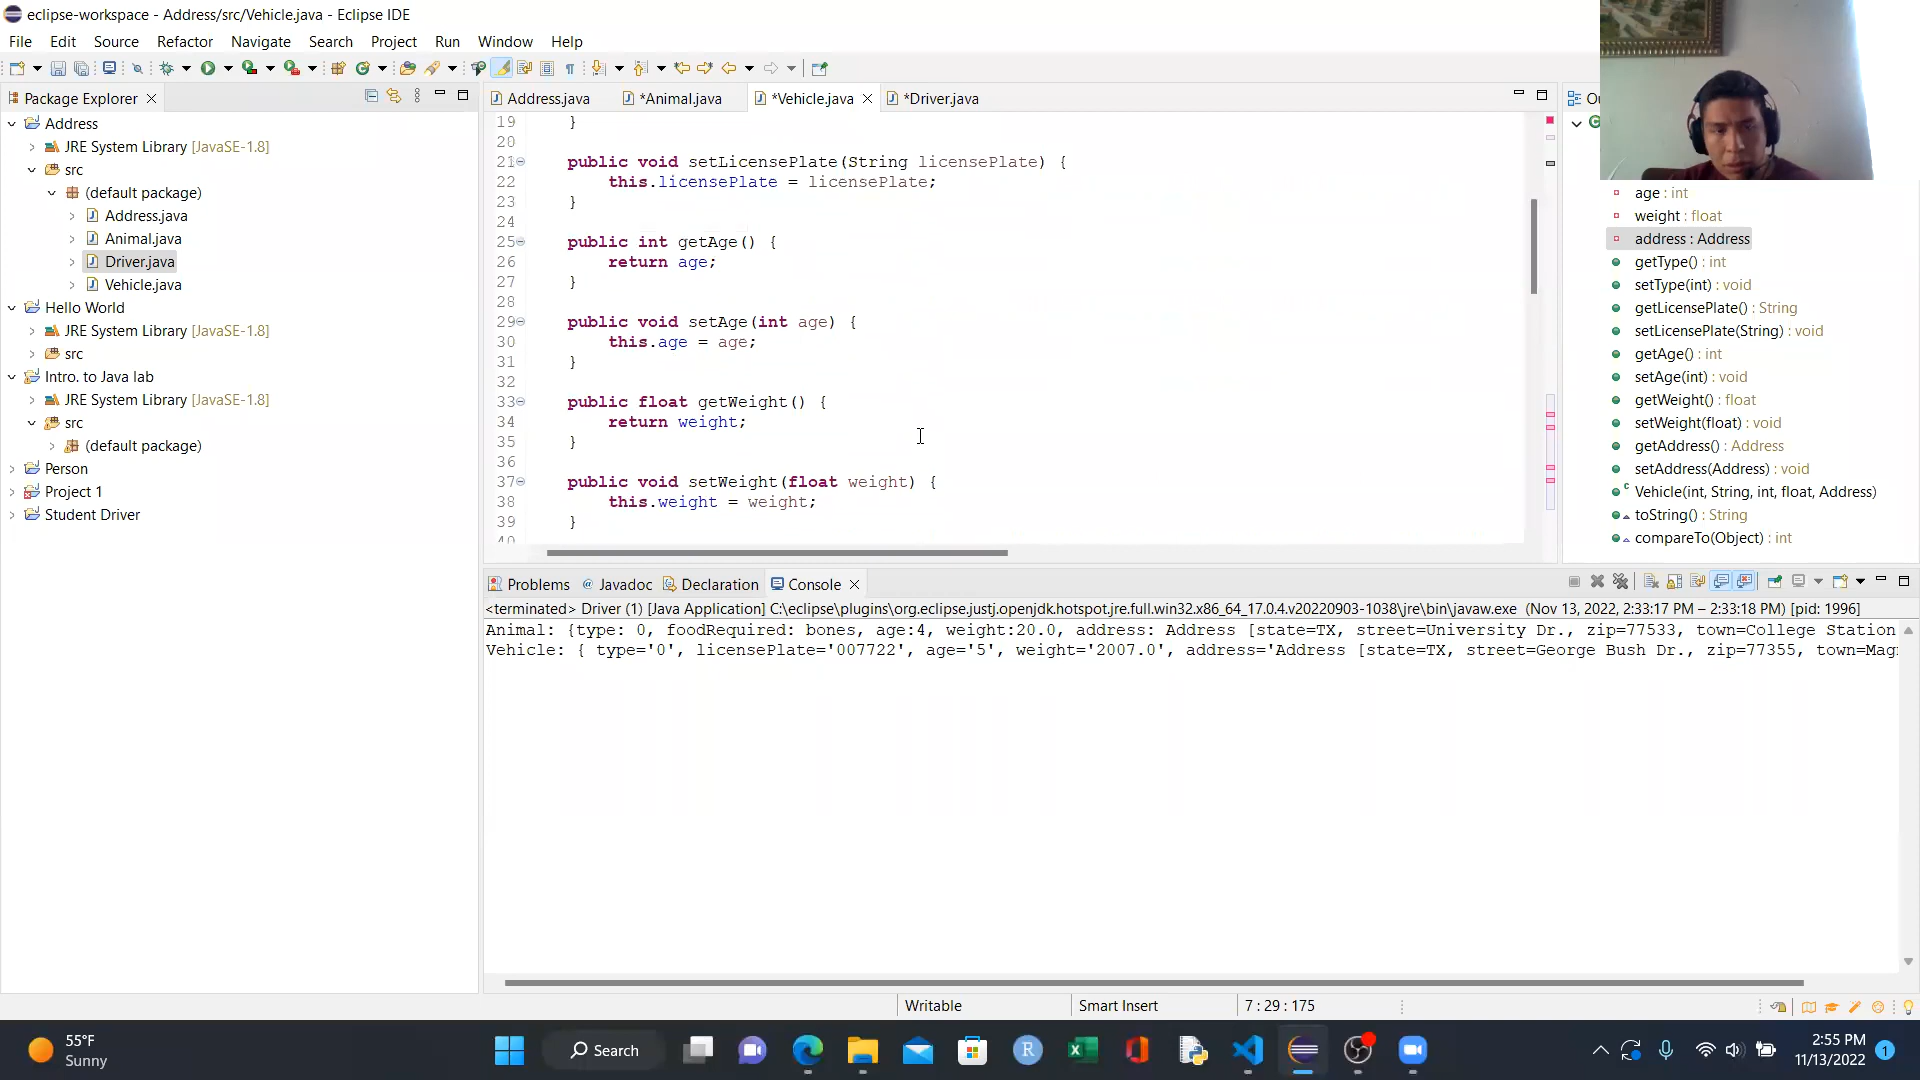 eclipse-workspace - Address/src/Vehicle.java - Eclipse IDE
File Edit Source Refactor Navigate Search Project Run Window Help
Package Explorer
Address
JRE System Library [JavaSE-1.8]
src
(default package)
Address.java
Animal.java
Driver.java
Vehicle.java
Hello World
JRE System Library [JavaSE-1.8]
src
Intro. to Java lab
JRE System Library [JavaSE-1.8]
src
(default package)
Person
Project 1
Student Driver
Address.java *Animal.java *Vehicle.java *Driver.java
19 }
20
21 public void setLicensePlate(String licensePlate) {
22 this.licensePlate = licensePlate;
23 }
24
25 public int getAge() {
26 return age;
27 }
28
29 public void setAge(int age) {
30 this.age = age;
31 }
32
33 public float getWeight() {
34 return weight;
35 }
36
37 public void setWeight(float weight) {
38 this.weight = weight;
39 }
40
Ou
age : int
weight : float
address : Address
getType() : int
setType(int) : void
getLicensePlate() : String
setLicensePlate(String) : void
getAge() : int
setAge(int) : void
getWeight() : float
setWeight(float) : void
getAddress() : Address
setAddress(Address) : void
Vehicle(int, String, int, float, Address)
toString() : String
compareTo(Object) : int
Problems Javadoc Declaration Console
<terminated> Driver (1) [Java Application] C:\eclipse\plugins\org.eclipse.justj.openjdk.hotspot.jre.full.win32.x86_64_17.0.4.v20220903-1038\jre\bin\javaw.exe (Nov 13, 2022, 2:33:17 PM – 2:33:18 PM) [pid: 1996]
Animal: {type: 0, foodRequired: bones, age:4, weight:20.0, address: Address [state=TX, street=University Dr., zip=77533, town=College Station
Vehicle: { type='0', licensePlate='007722', age='5', weight='2007.0', address='Address [state=TX, street=George Bush Dr., zip=77355, town=Mag
Writable Smart Insert 7 : 29 : 175
55°F
Sunny
Search
2:55 PM
11/13/2022
1